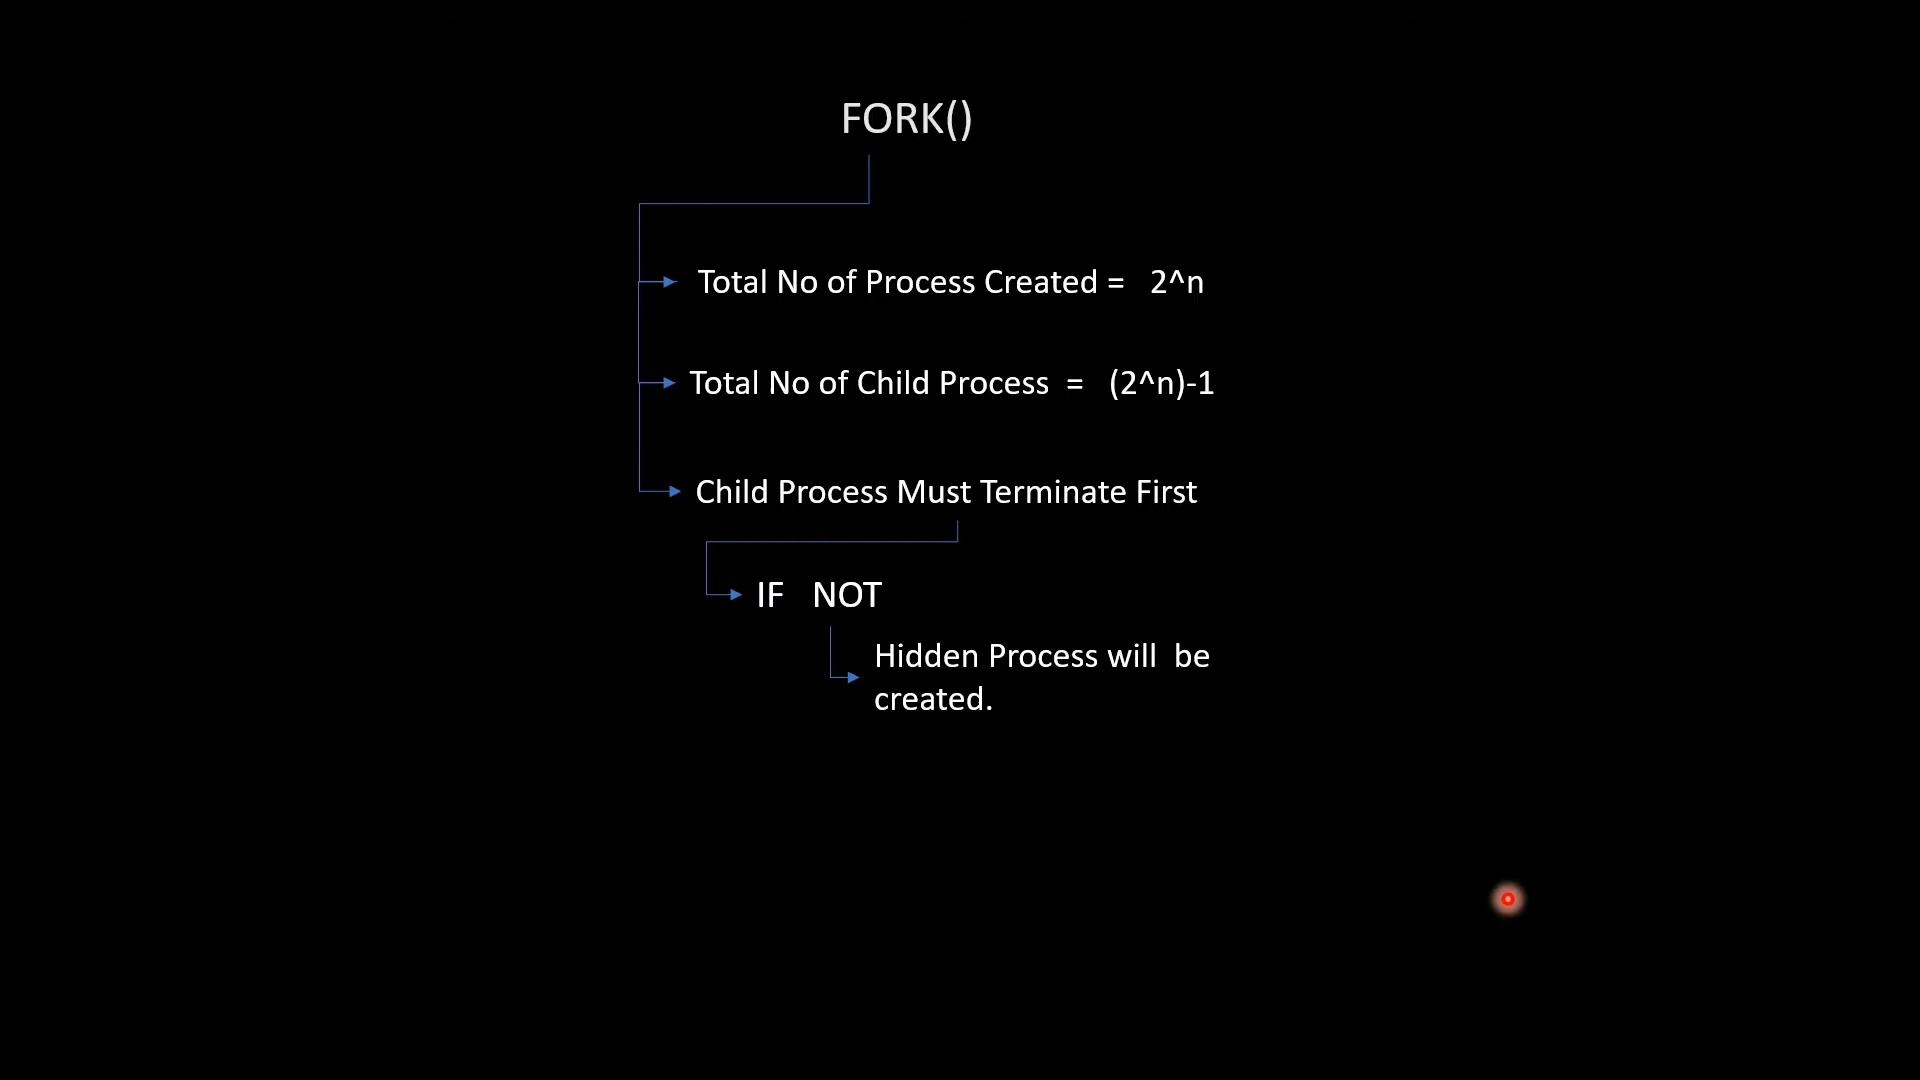 FORK()
Total No of Process Created = 2^n
Total No of Child Process = (2^n)-1
Child Process Must Terminate First
IF NOT
Hidden Process will be
created.